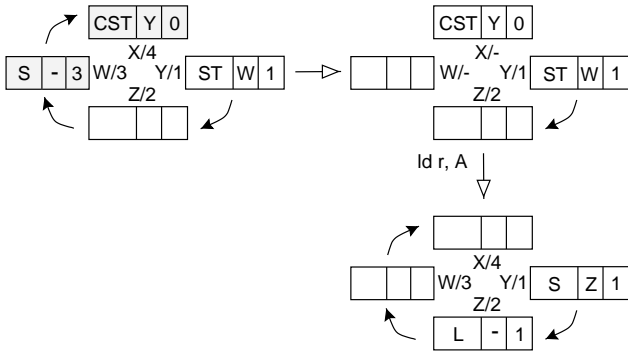 CST Y 0
X/4
S - 3 W/3 Y/1 ST W 1
Z/2
CST Y 0
X/-
W/- Y/1 ST W 1
Z/2
ld r, A
X/4
W/3 Y/1 S Z 1
Z/2
L - 1